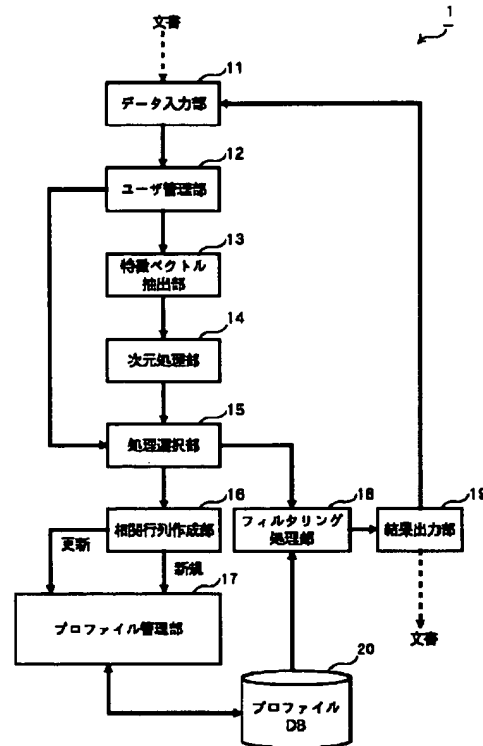 1
文書
11
データ入力部
12
ユーザ管理部
13
特徴ベクトル
抽出部
14
次元処理部
15
処理選択部
16
相関行列作成部
18
フィルタリング
処理部
19
結果出力部
更新
新規
17
プロファイル管理部
文書
20
プロファイル
DB